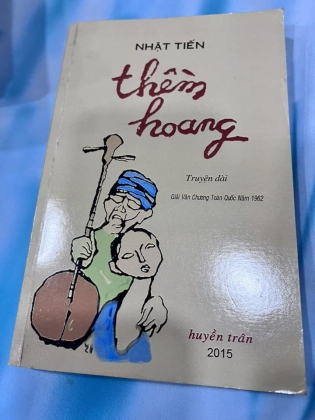 NHẬT TIẾN
thềm
hoang
Truyện dài
Giải Văn Chương Toàn Quốc Năm 1962
huyền trân
2015